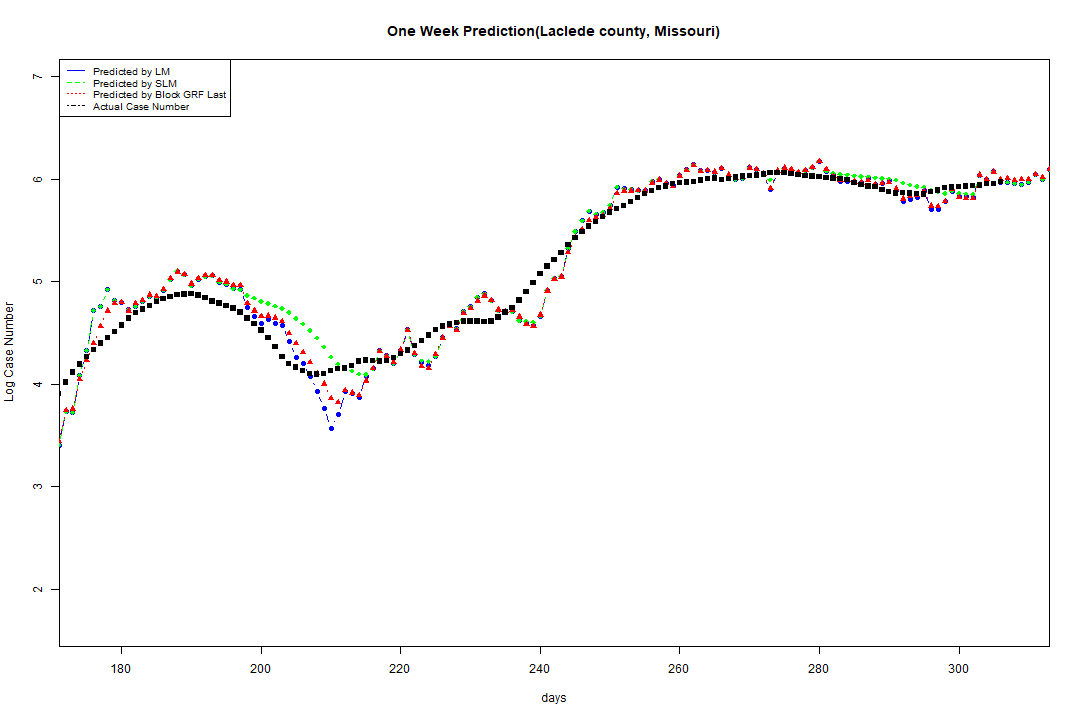 One Week Prediction(Laclede county, Missouri)
Predicted by LM
Predicted by SLM
Predicted by Block GRF Last
Actual Case Number
7
6
5
4
3
2
Log Case Number
180 200 220 240 260 280 300
days